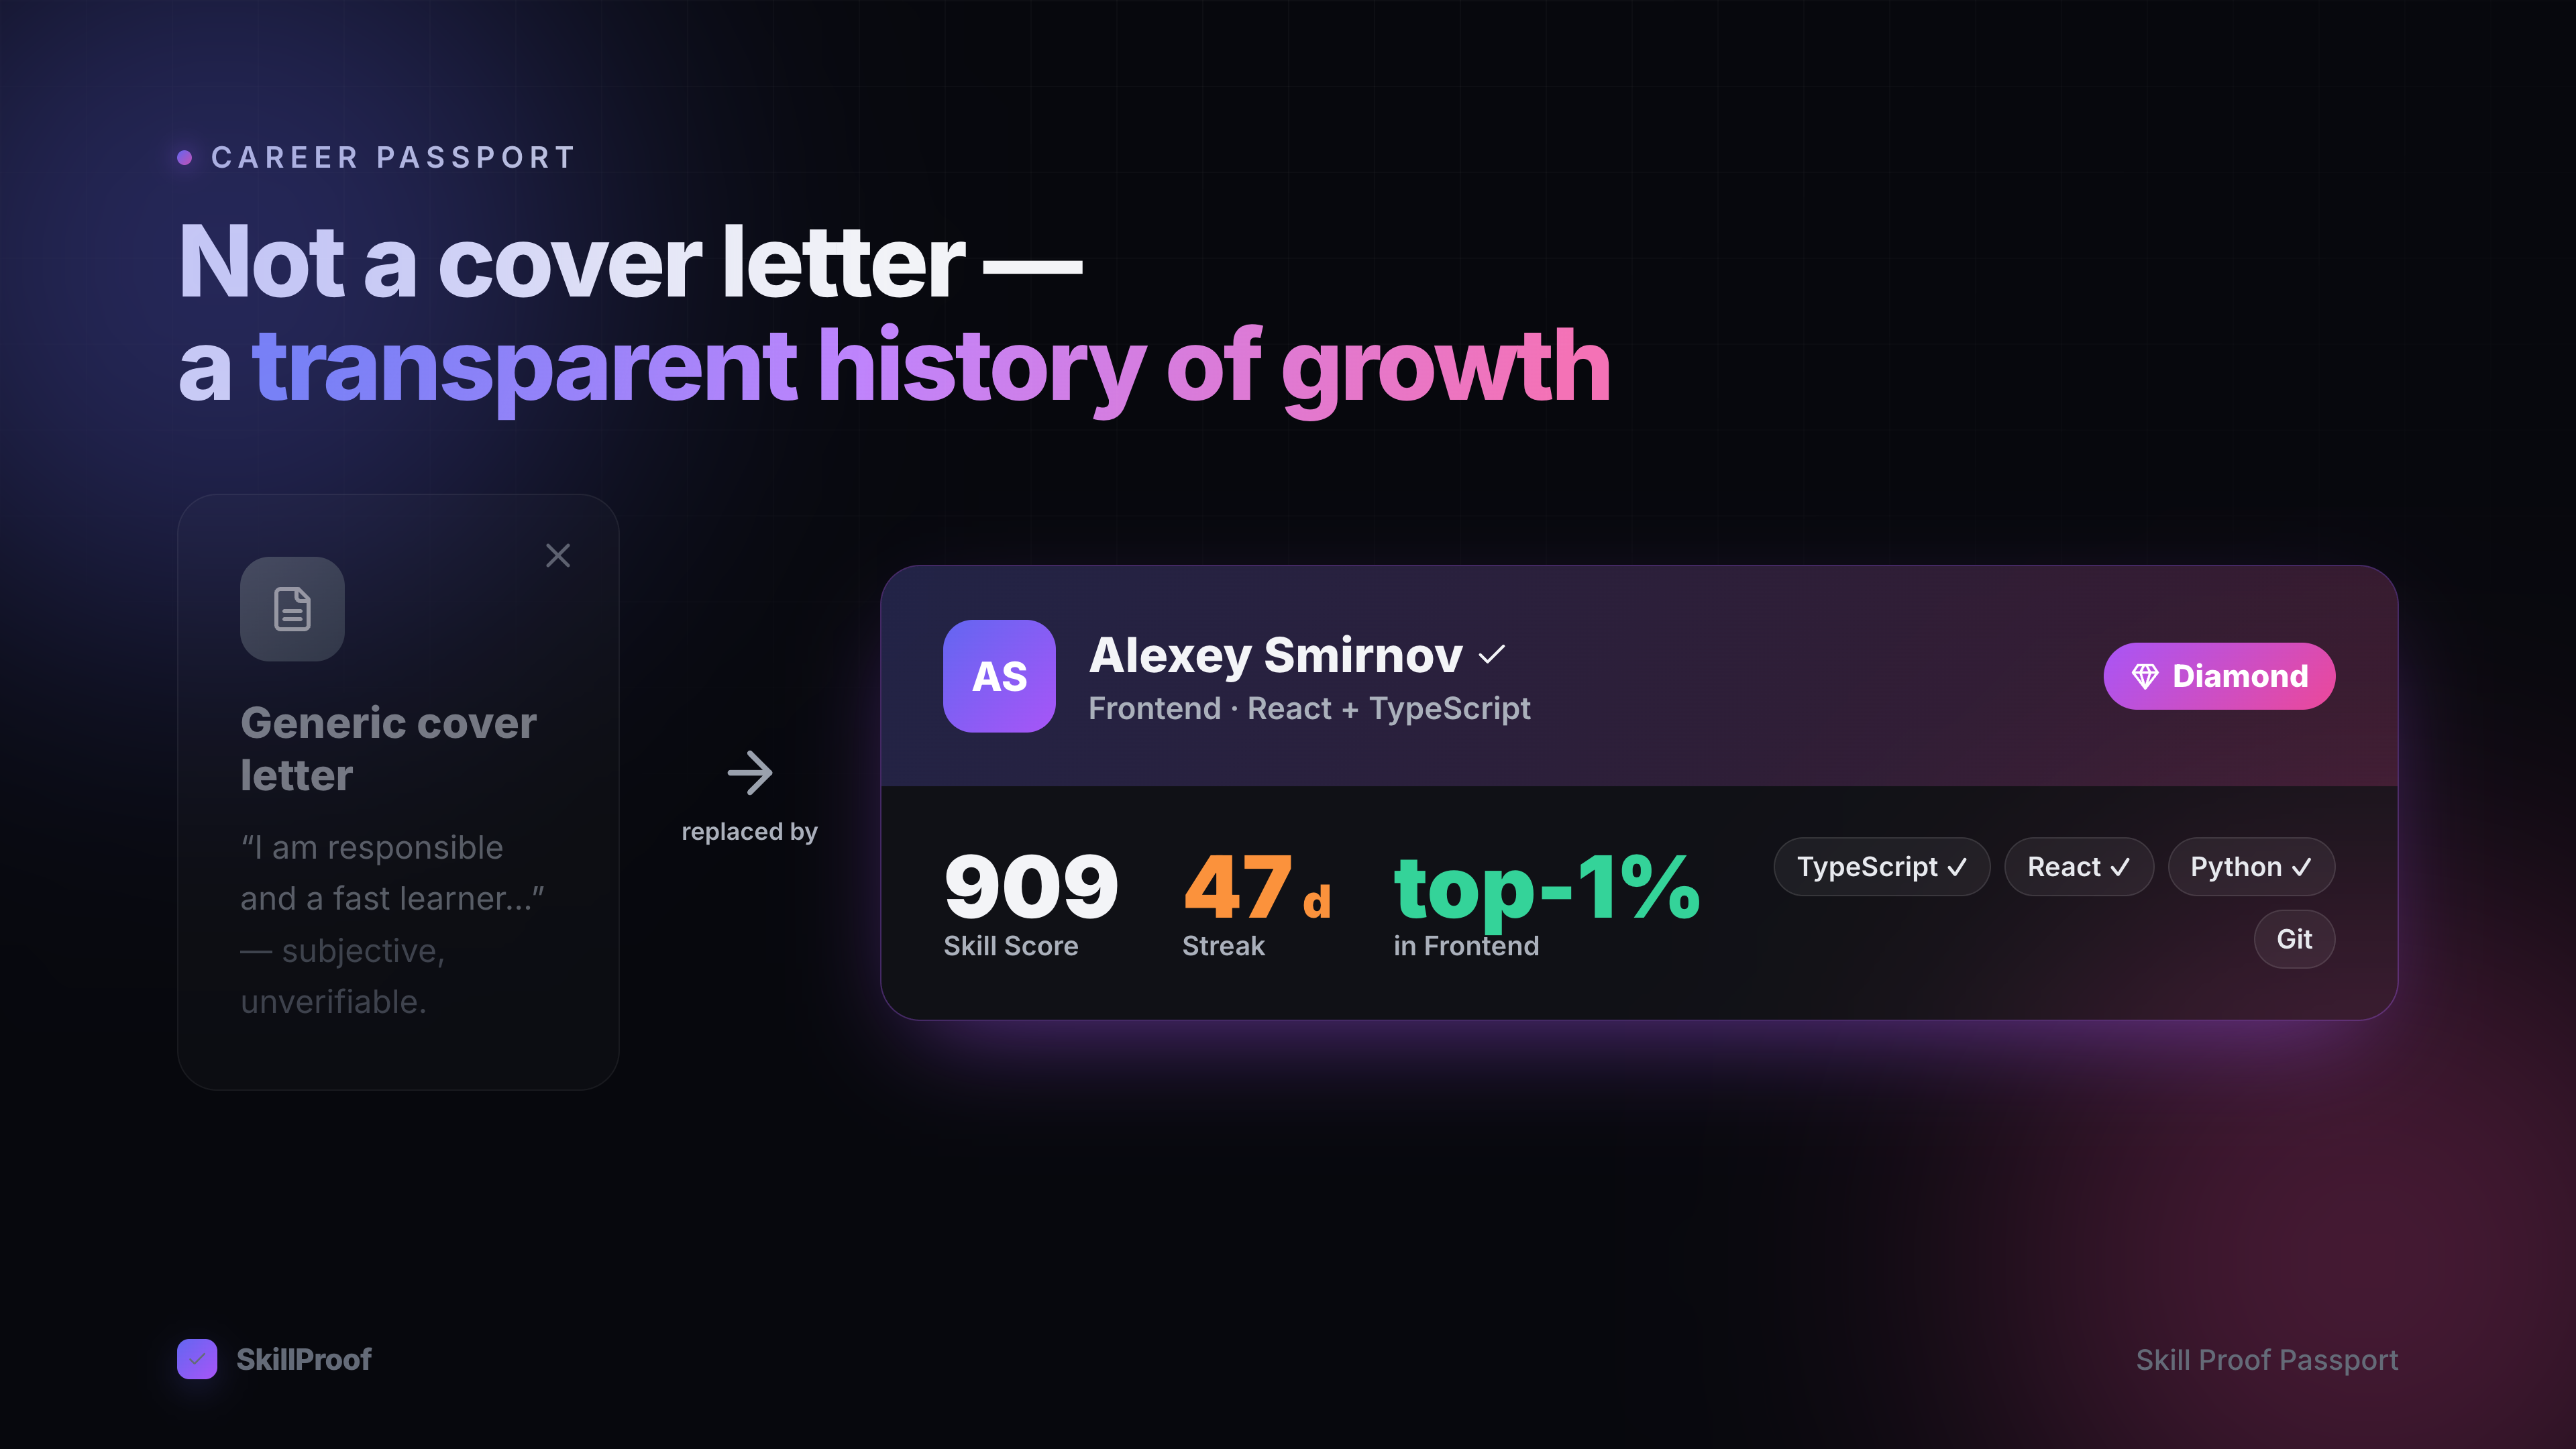 CAREER PASSPORT
Not a cover letter —
a transparent history of growth
Generic cover
letter
“I am responsible
and a fast learner...”
— subjective,
unverifiable.
replaced by
AS
Alexey Smirnov ✓
Frontend · React + TypeScript
Diamond
909
Skill Score
47 d
Streak
top-1%
in Frontend
TypeScript ✓
React ✓
Python ✓
Git
SkillProof
Skill Proof Passport